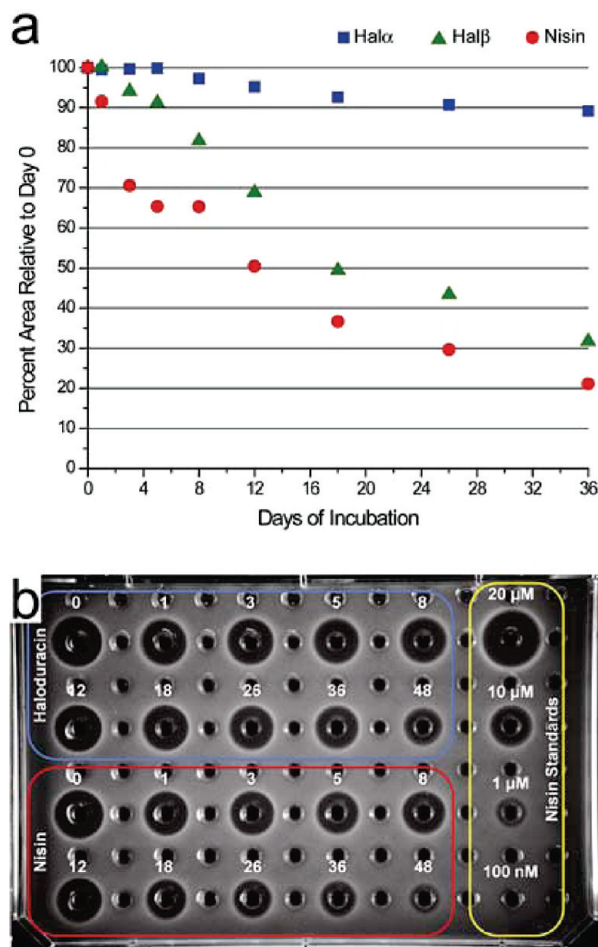 a
Halα Halβ Nisin
Percent Area Relative to Day 0
100
90
80
70
60
50
40
30
20
10
0
0 4 8 12 16 20 24 28 32 36
Days of Incubation
b
Haloduracin
0 1 3 5 8
12 18 26 36 48
Nisin
0 1 3 5 8
12 18 26 36 48
Nisin Standards
20 μM
10 μM
1 μM
100 nM